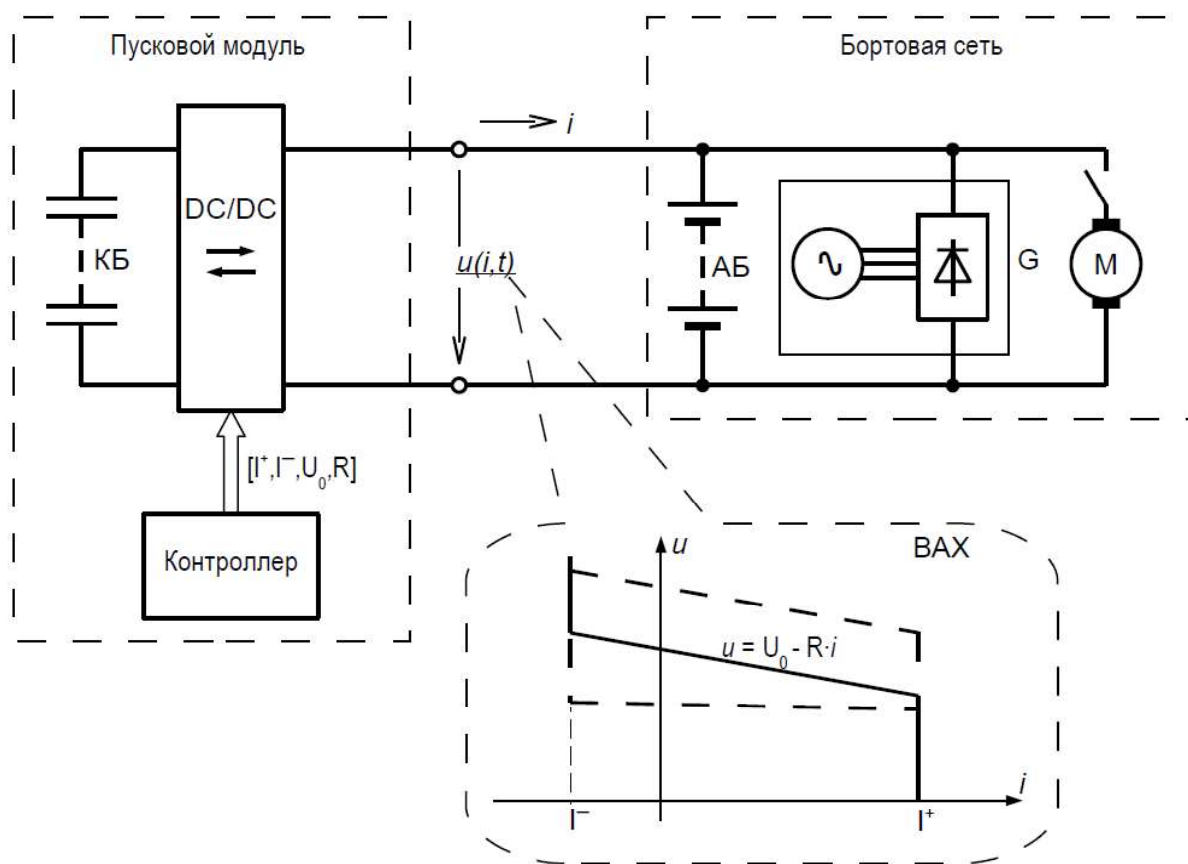 Пусковой модуль
Бортовая сеть
i
DC/DC
КБ
u(i,t)
АБ
G
M
[I⁺,I⁻,U₀,R]
Контроллер
u
ВАХ
u = U₀ - R·i
i
I⁻
I⁺